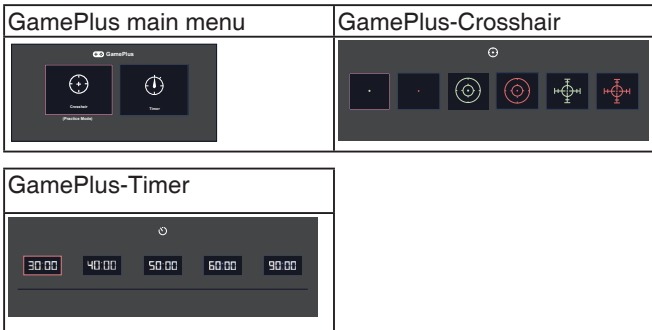 GamePlus main menu
GamePlus-Crosshair
GamePlus
Crosshair
Timer
(Practice Mode)
GamePlus-Timer
30:00 40:00 50:00 60:00 90:00